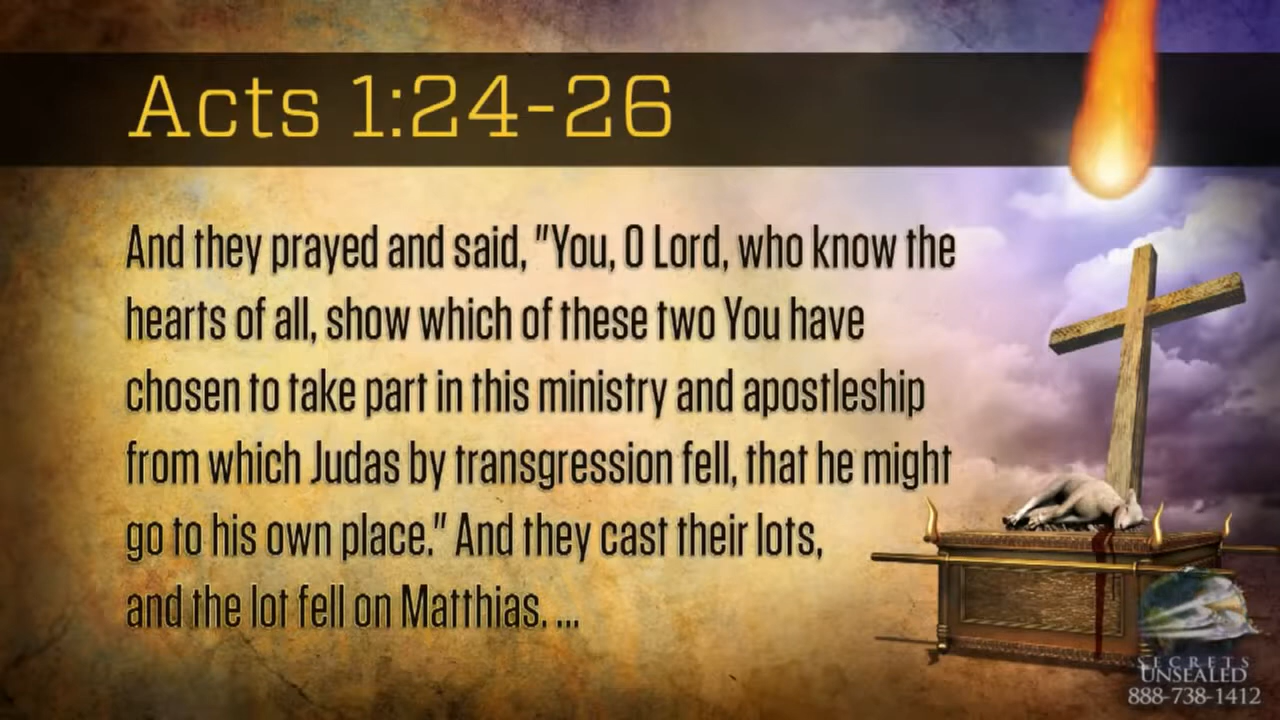 Acts 1:24-26
And they prayed and said, "You, O Lord, who know the
hearts of all, show which of these two You have
chosen to take part in this ministry and apostleship
from which Judas by transgression fell, that he might
go to his own place." And they cast their lots,
and the lot fell on Matthias. ...
SECRETS
UNSEALED
888-738-1412